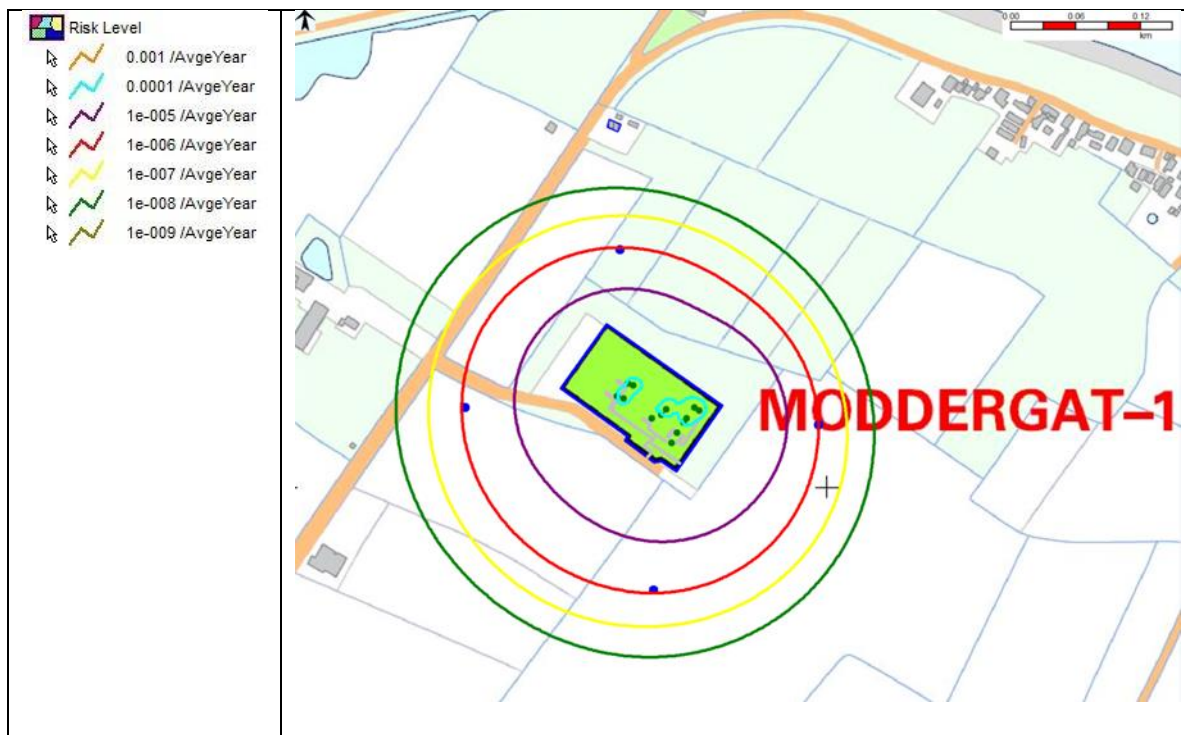 Risk Level
0.001 /AvgeYear
0.0001 /AvgeYear
1e-005 /AvgeYear
1e-006 /AvgeYear
1e-007 /AvgeYear
1e-008 /AvgeYear
1e-009 /AvgeYear
0.00 0.06 0.12
km
MODDERGAT–1